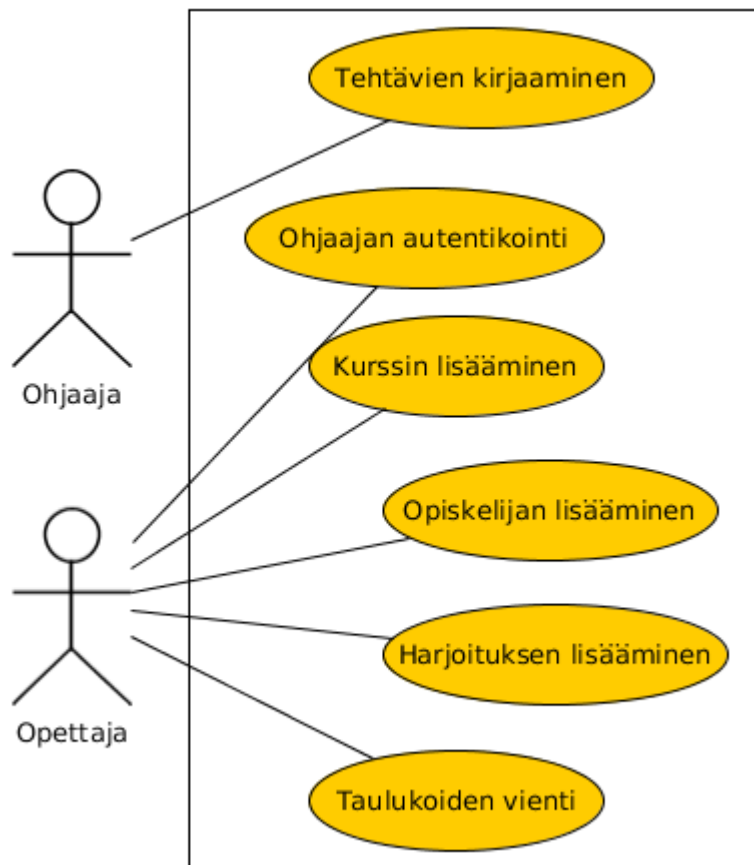 Tehtävien kirjaaminen
Ohjaajan autentikointi
Kurssin lisääminen
Ohjaaja
Opiskelijan lisääminen
Harjoituksen lisääminen
Opettaja
Taulukoiden vienti